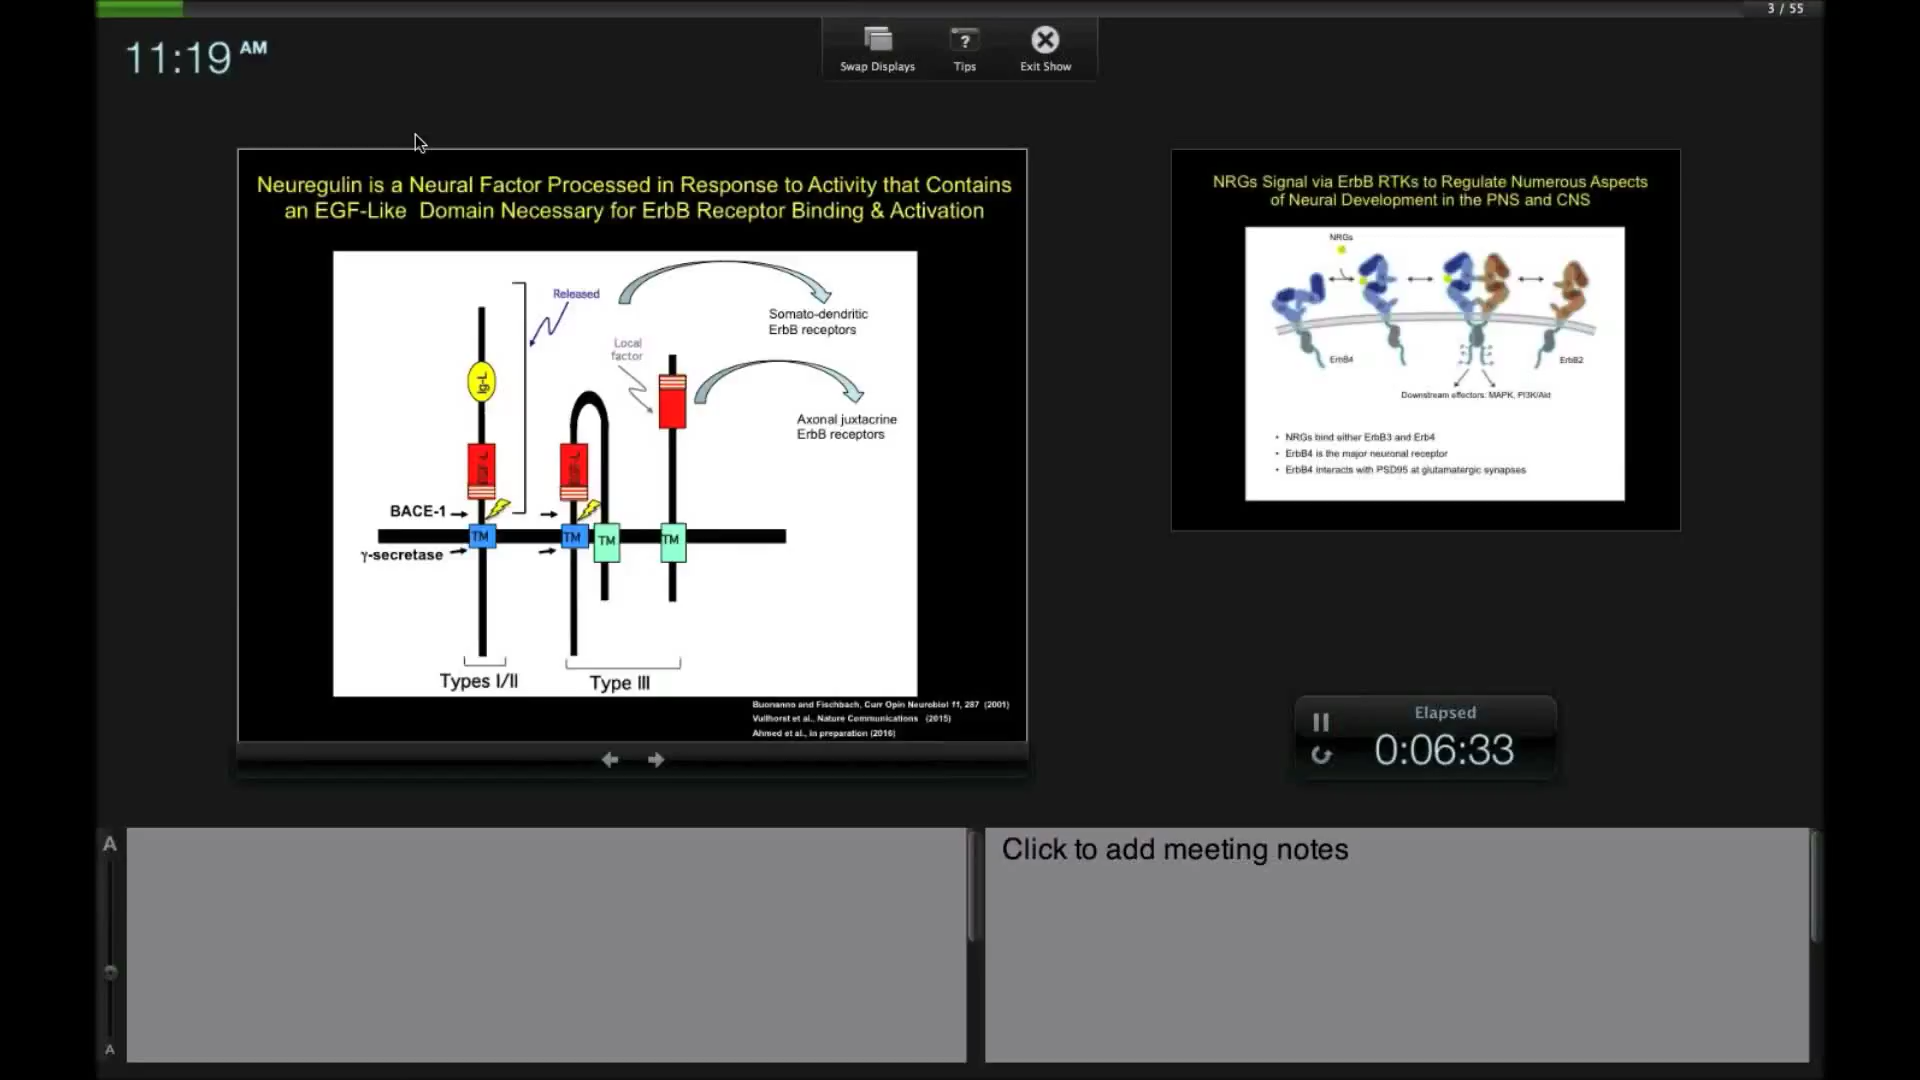 3 / 55
11:19 AM
Swap Displays
Tips
Exit Show
Neuregulin is a Neural Factor Processed in Response to Activity that Contains
an EGF-Like Domain Necessary for ErbB Receptor Binding & Activation
Released
Somato-dendritic
ErbB receptors
Local
factor
Ig-L
Axonal juxtacrine
ErbB receptors
EGF-L
EGF-L
BACE-1
TM
TM
TM
TM
γ-secretase
Types I/II
Type III
Buonanno and Fischbach, Curr Opin Neurobiol 11, 287 (2001)
Vullhorst et al., Nature Communications (2015)
Ahmed et al., in preparation (2016)
NRGs Signal via ErbB RTKs to Regulate Numerous Aspects
of Neural Development in the PNS and CNS
NRGs
ErbB4
ErbB2
Downstream effectors: MAPK, PI3K/Akt
• NRGs bind either ErbB3 and Erb4
• ErbB4 is the major neuronal receptor
• ErbB4 interacts with PSD95 at glutamatergic synapses
Elapsed
0:06:33
A
A
Click to add meeting notes